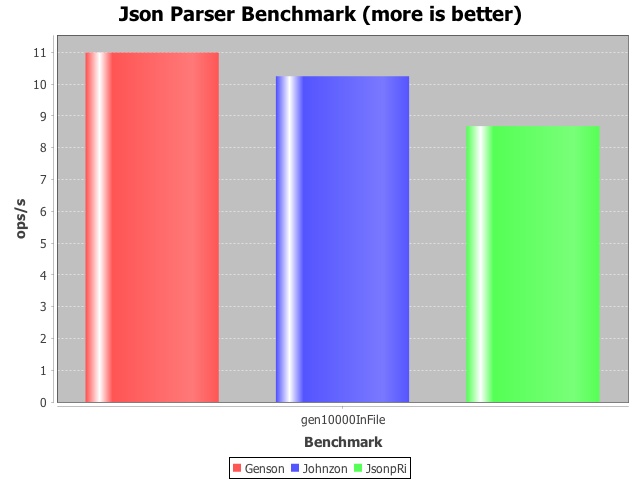 Json Parser Benchmark (more is better)
11
10
9
8
7
6
5
4
3
2
1
0
ops/s
gen10000InFile
Benchmark
Genson Johnzon JsonpRi